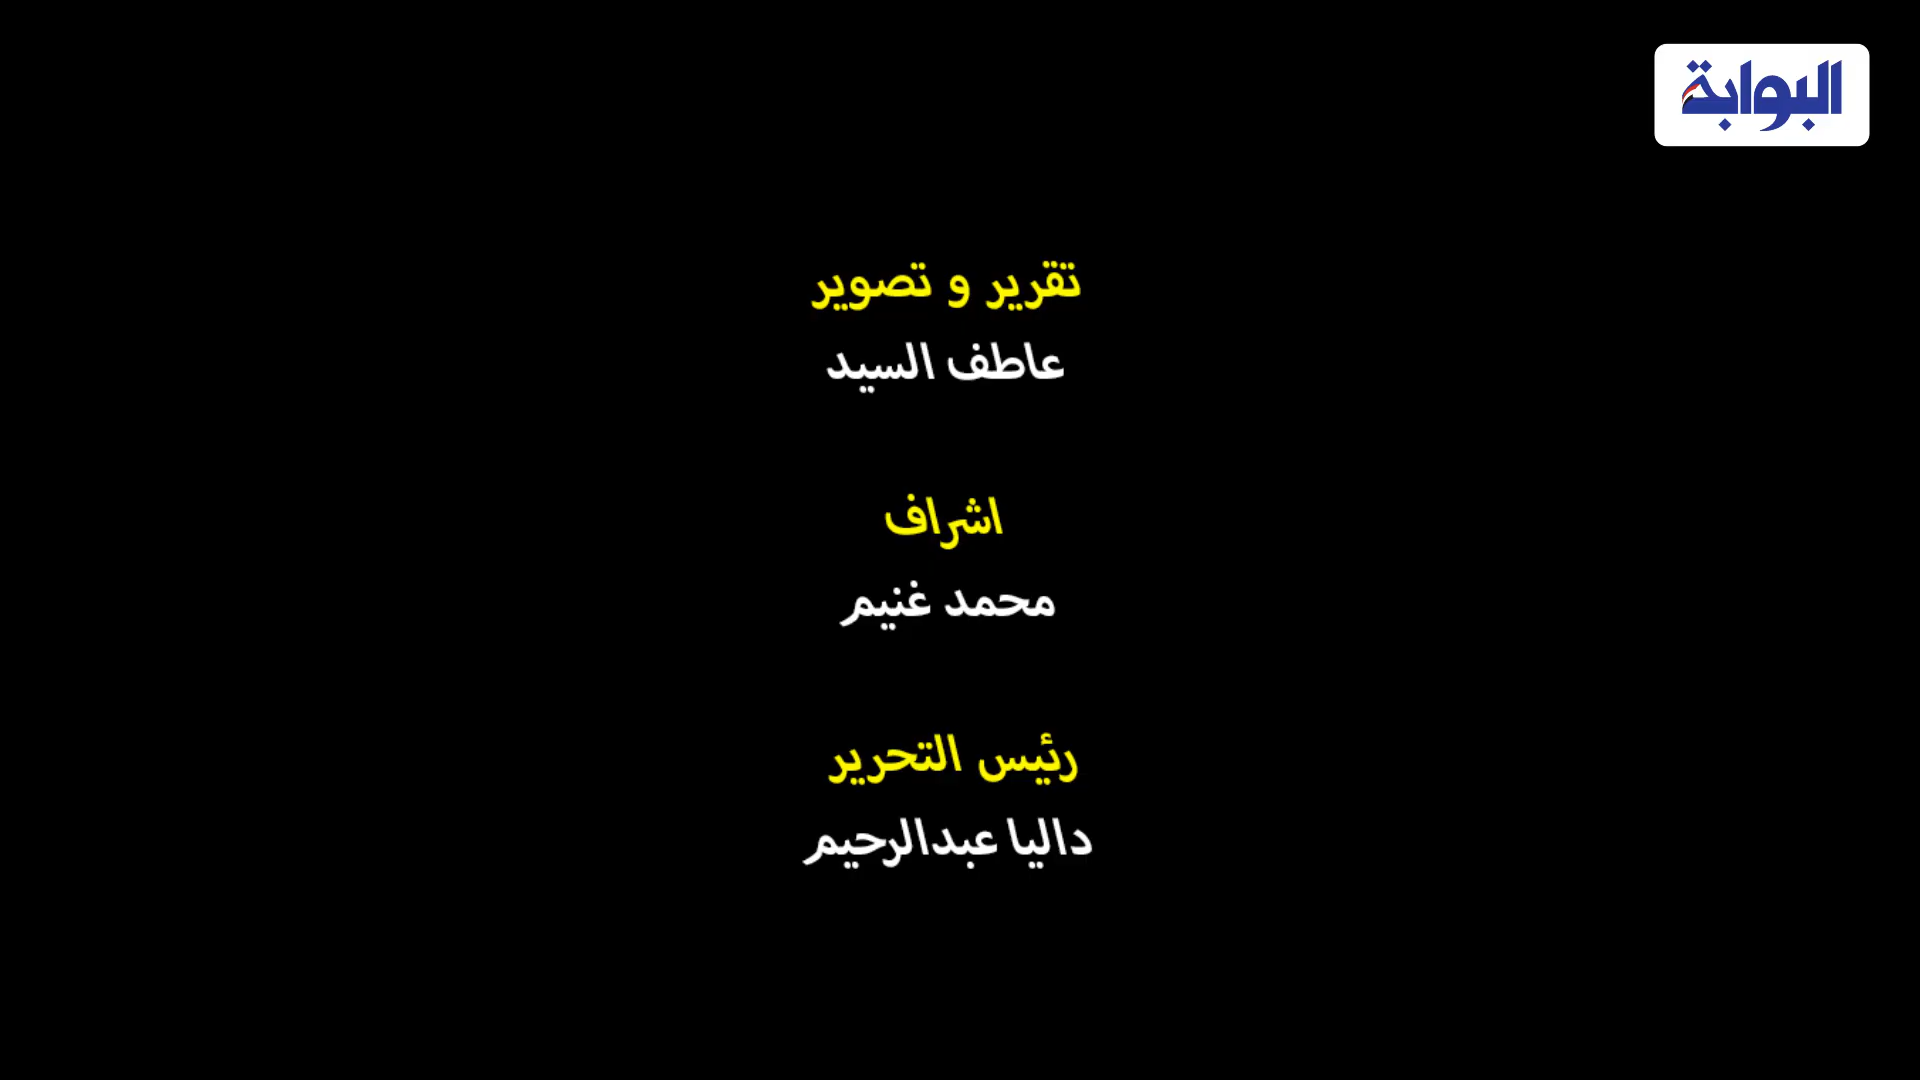 البوابة
تقرير و تصوير
عاطف السيد
اشراف
محمد غنيم
رئيس التحرير
داليا عبدالرحيم